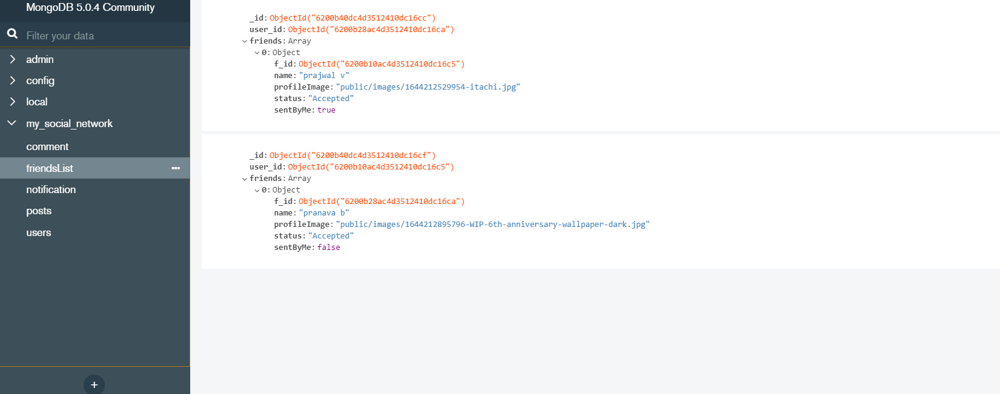 MongoDB 5.0.4 Community
Filter your data
admin
config
local
my_social_network
comment
friendsList
notification
posts
users
+
_id: ObjectId("6200b40dc4d3512410dc16cc")
user_id: ObjectId("6200b28ac4d3512410dc16ca")
friends: Array
0: Object
f_id: ObjectId("6200b10ac4d3512410dc16c5")
name: "prajwal v"
profileImage: "public/images/1644212529954-itachi.jpg"
status: "Accepted"
sentByMe: true
_id: ObjectId("6200b40dc4d3512410dc16cf")
user_id: ObjectId("6200b10ac4d3512410dc16c5")
friends: Array
0: Object
f_id: ObjectId("6200b28ac4d3512410dc16ca")
name: "pranava b"
profileImage: "public/images/1644212895796-WIP-6th-anniversary-wallpaper-dark.jpg"
status: "Accepted"
sentByMe: false